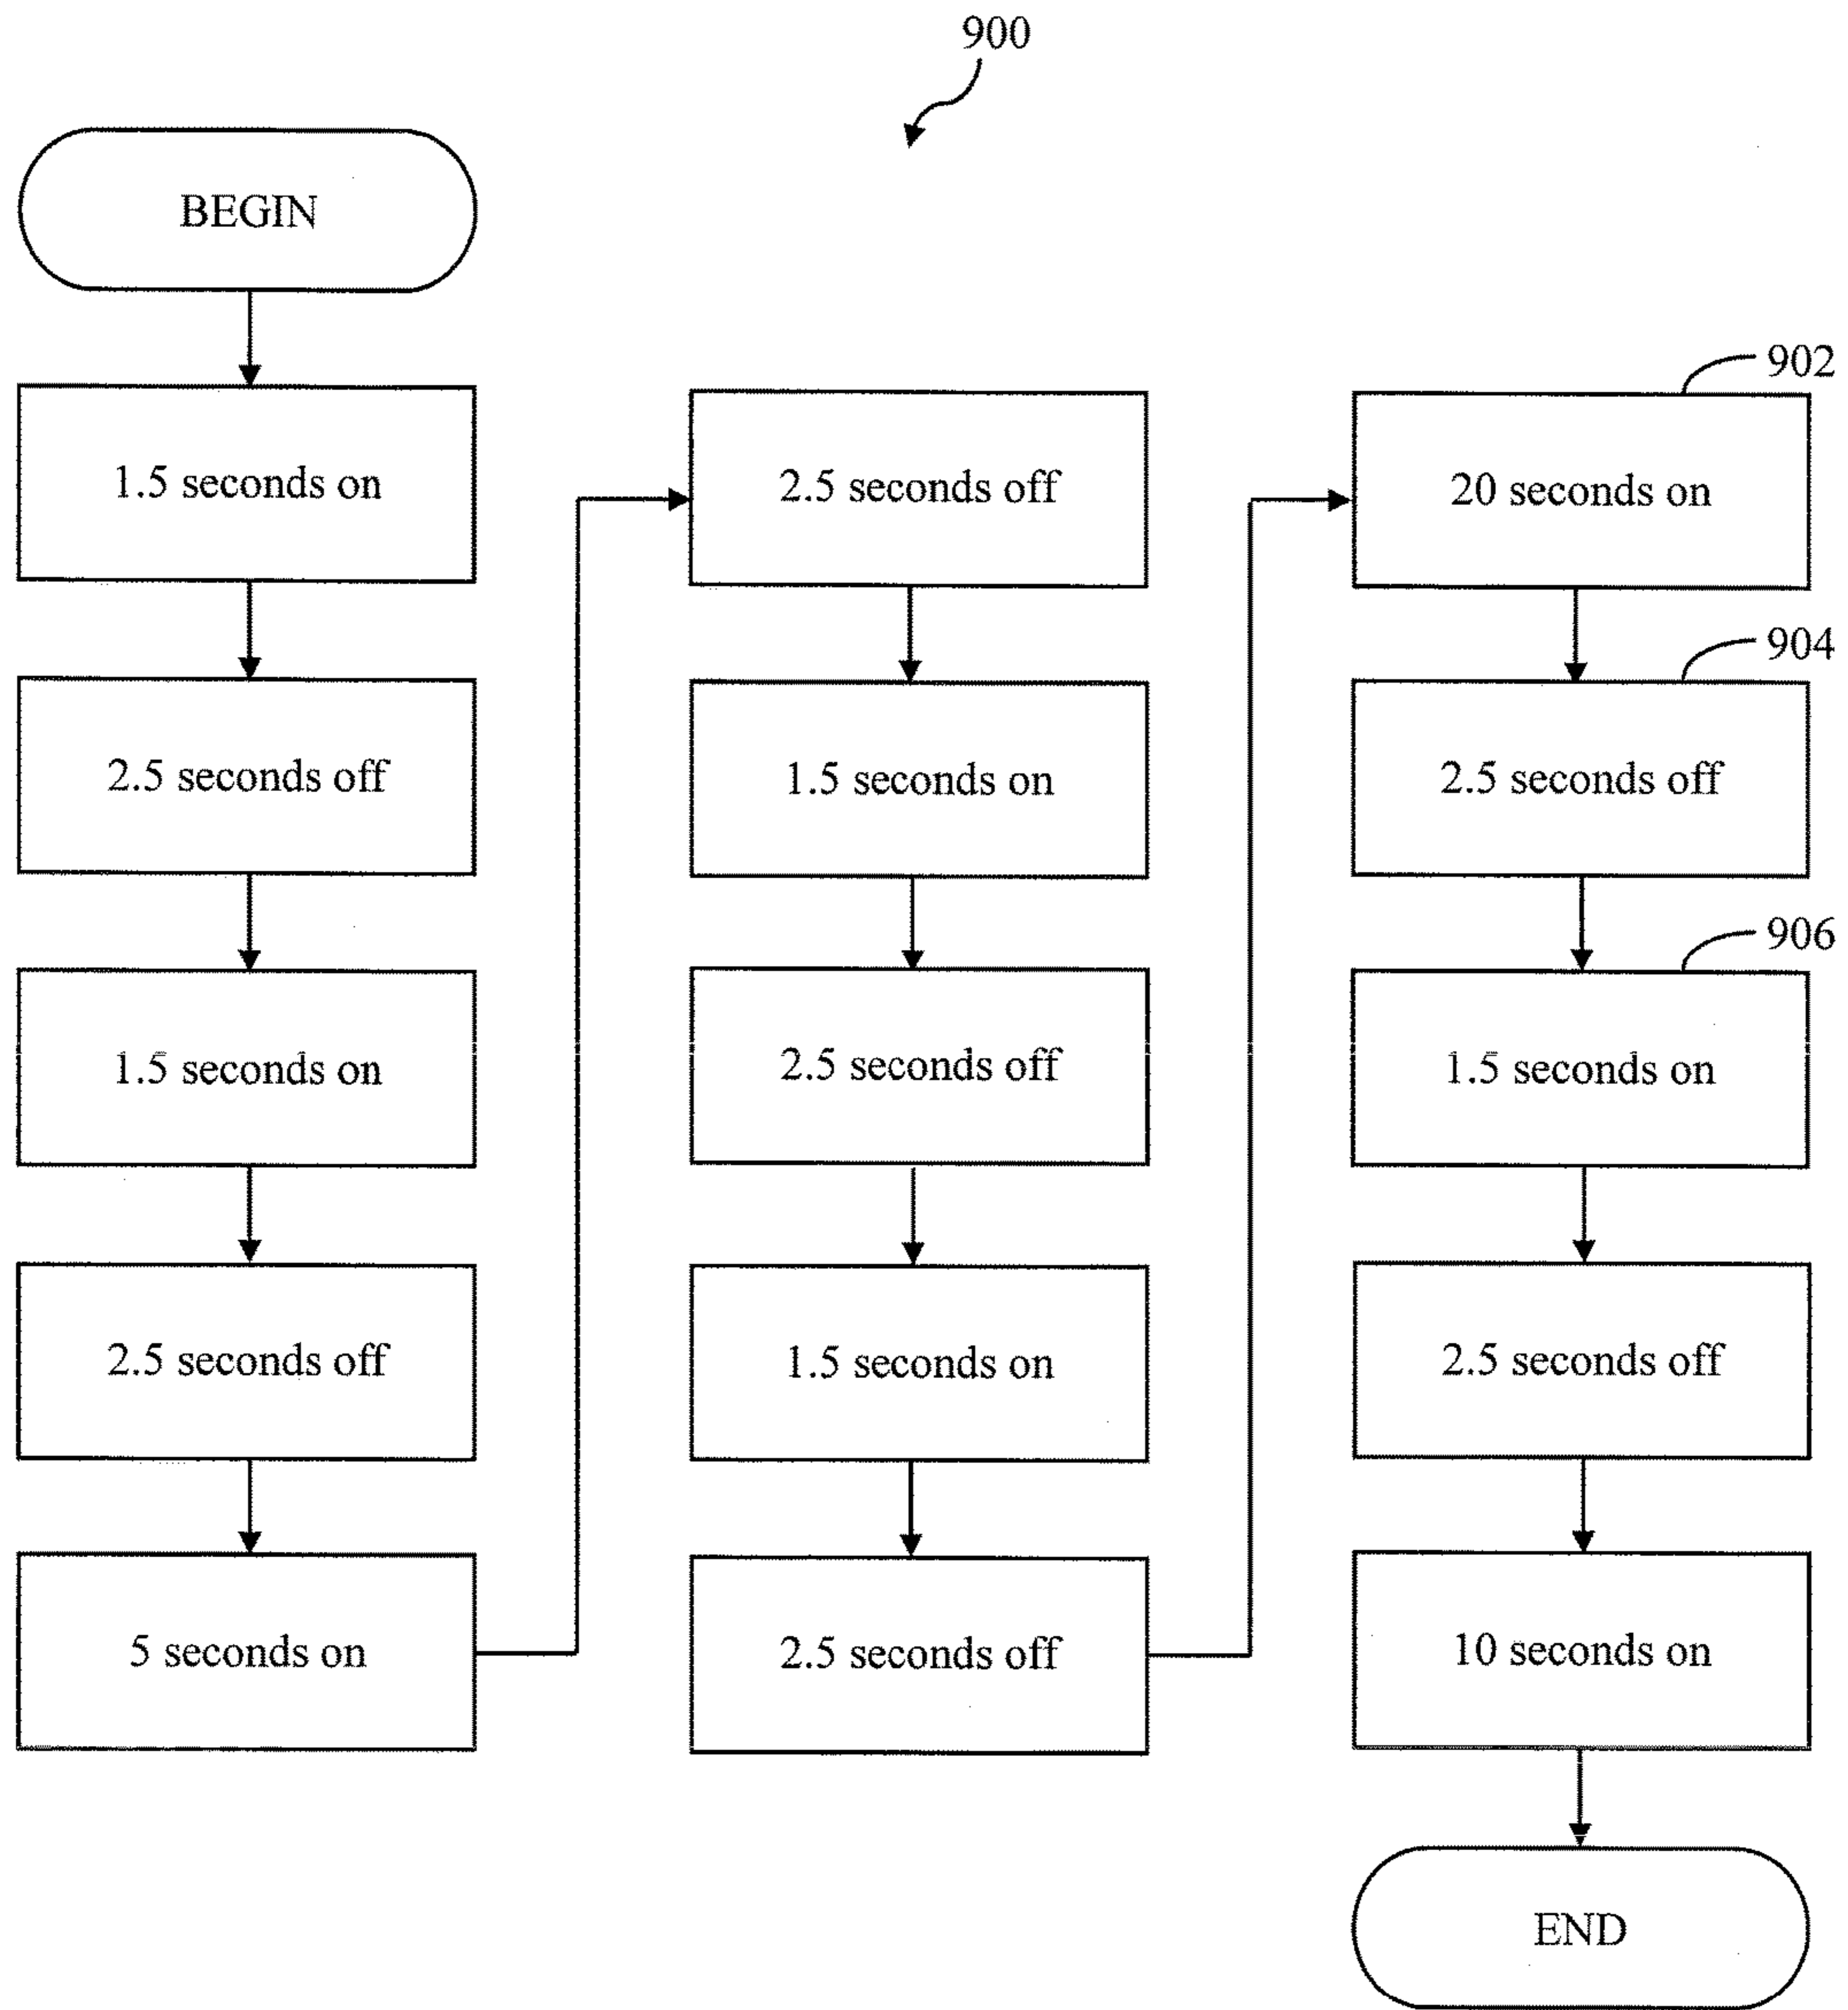 900
BEGIN
1.5 seconds on
2.5 seconds off
1.5 seconds on
2.5 seconds off
5 seconds on
2.5 seconds off
1.5 seconds on
2.5 seconds off
1.5 seconds on
2.5 seconds off
902
20 seconds on
904
2.5 seconds off
906
1.5 seconds on
2.5 seconds off
10 seconds on
END